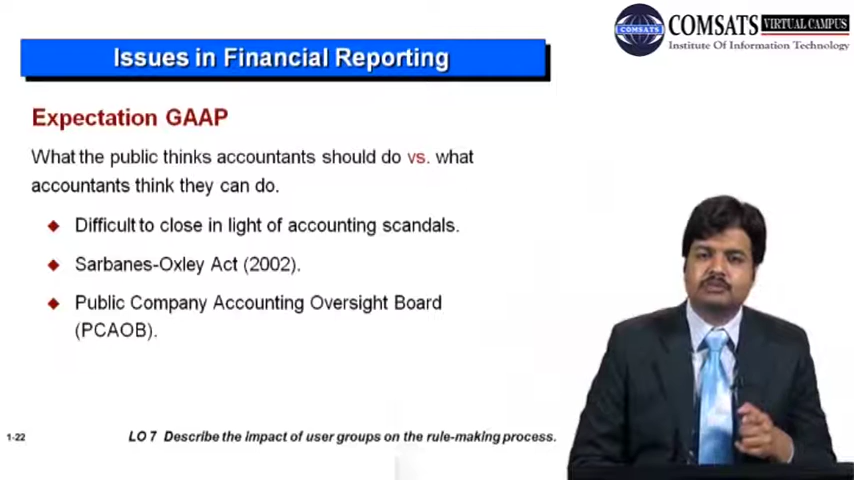 COMSATS VIRTUAL CAMPUS
Institute Of Information Technology
COMSATS
Issues in Financial Reporting
Expectation GAAP
What the public thinks accountants should do vs. what
accountants think they can do.
Difficult to close in light of accounting scandals.
Sarbanes-Oxley Act (2002).
Public Company Accounting Oversight Board
(PCAOB).
1-22
LO 7 Describe the impact of user groups on the rule-making process.